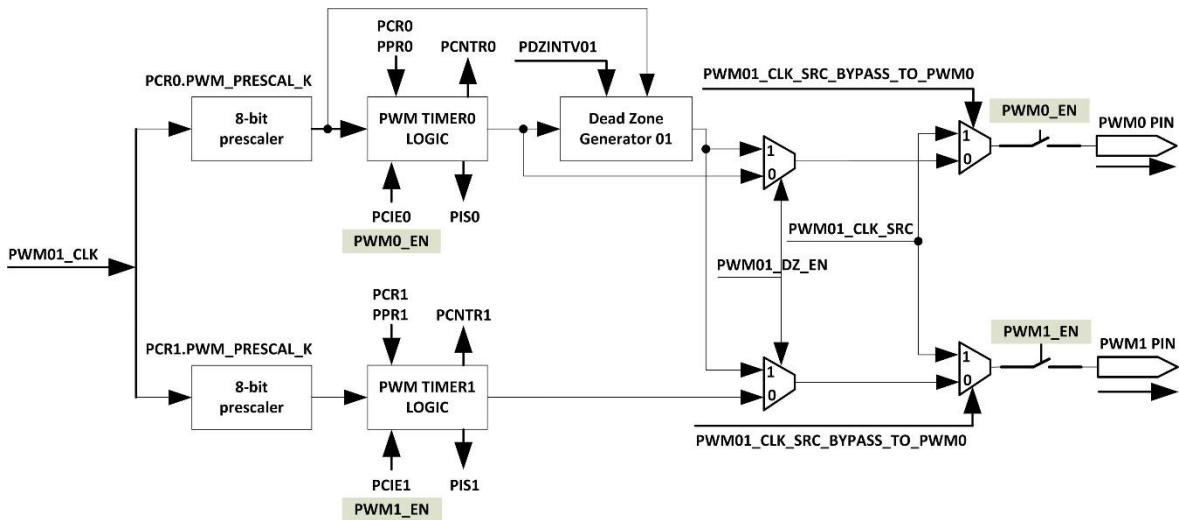 PCR0
PPR0
PCNTR0
PDZINTV01
PCR0.PWM_PRESCAL_K
PWM01_CLK_SRC_BYPASS_TO_PWM0
8-bit
prescaler
PWM TIMER0
LOGIC
Dead Zone
Generator 01
PWM0_EN
PWM0 PIN
1
0
1
0
PCIE0
PIS0
PWM0_EN
PWM01_CLK
PWM01_CLK_SRC
PWM01_DZ_EN
PCR1
PPR1
PCNTR1
PCR1.PWM_PRESCAL_K
PWM1_EN
PWM1 PIN
8-bit
prescaler
PWM TIMER1
LOGIC
1
0
1
0
PWM01_CLK_SRC_BYPASS_TO_PWM0
PCIE1
PIS1
PWM1_EN